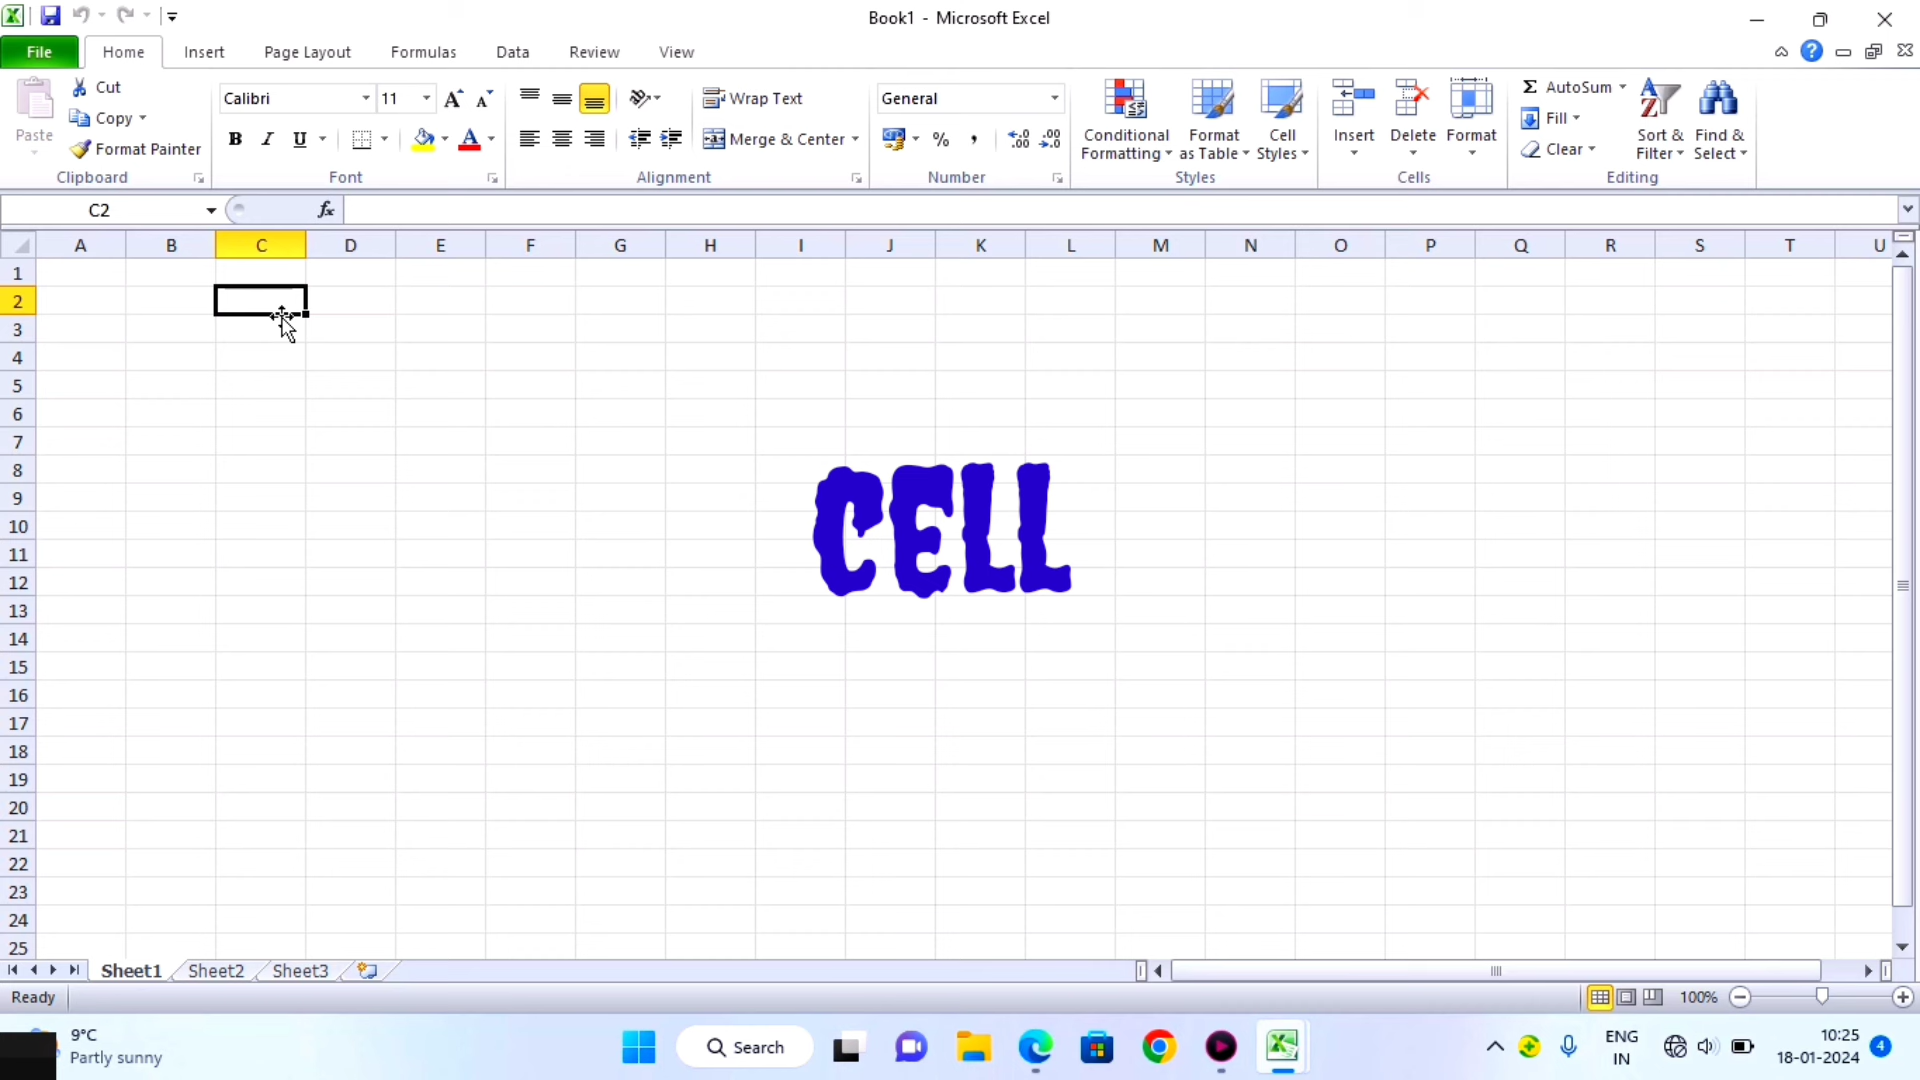 Book1 - Microsoft Excel
File Home Insert Page Layout Formulas Data Review View
Cut
Copy
Format Painter
Paste
Clipboard
Calibri 11
B I U
Font
Wrap Text
Merge & Center
Alignment
General
%
Number
Conditional Formatting
Format as Table
Cell Styles
Styles
Insert Delete Format
Cells
Σ AutoSum
Fill
Clear
Sort & Filter
Find & Select
Editing
C2 fx
A B C D E F G H I J K L M N O P Q R S T U
1
2
3
4
5
6
7
8
9
10
11
12
13
14
15
16
17
18
19
20
21
22
23
24
25
CELL
Sheet1 Sheet2 Sheet3
Ready 100%
9°C
Partly sunny
Search
ENG
IN
10:25
18-01-2024
4